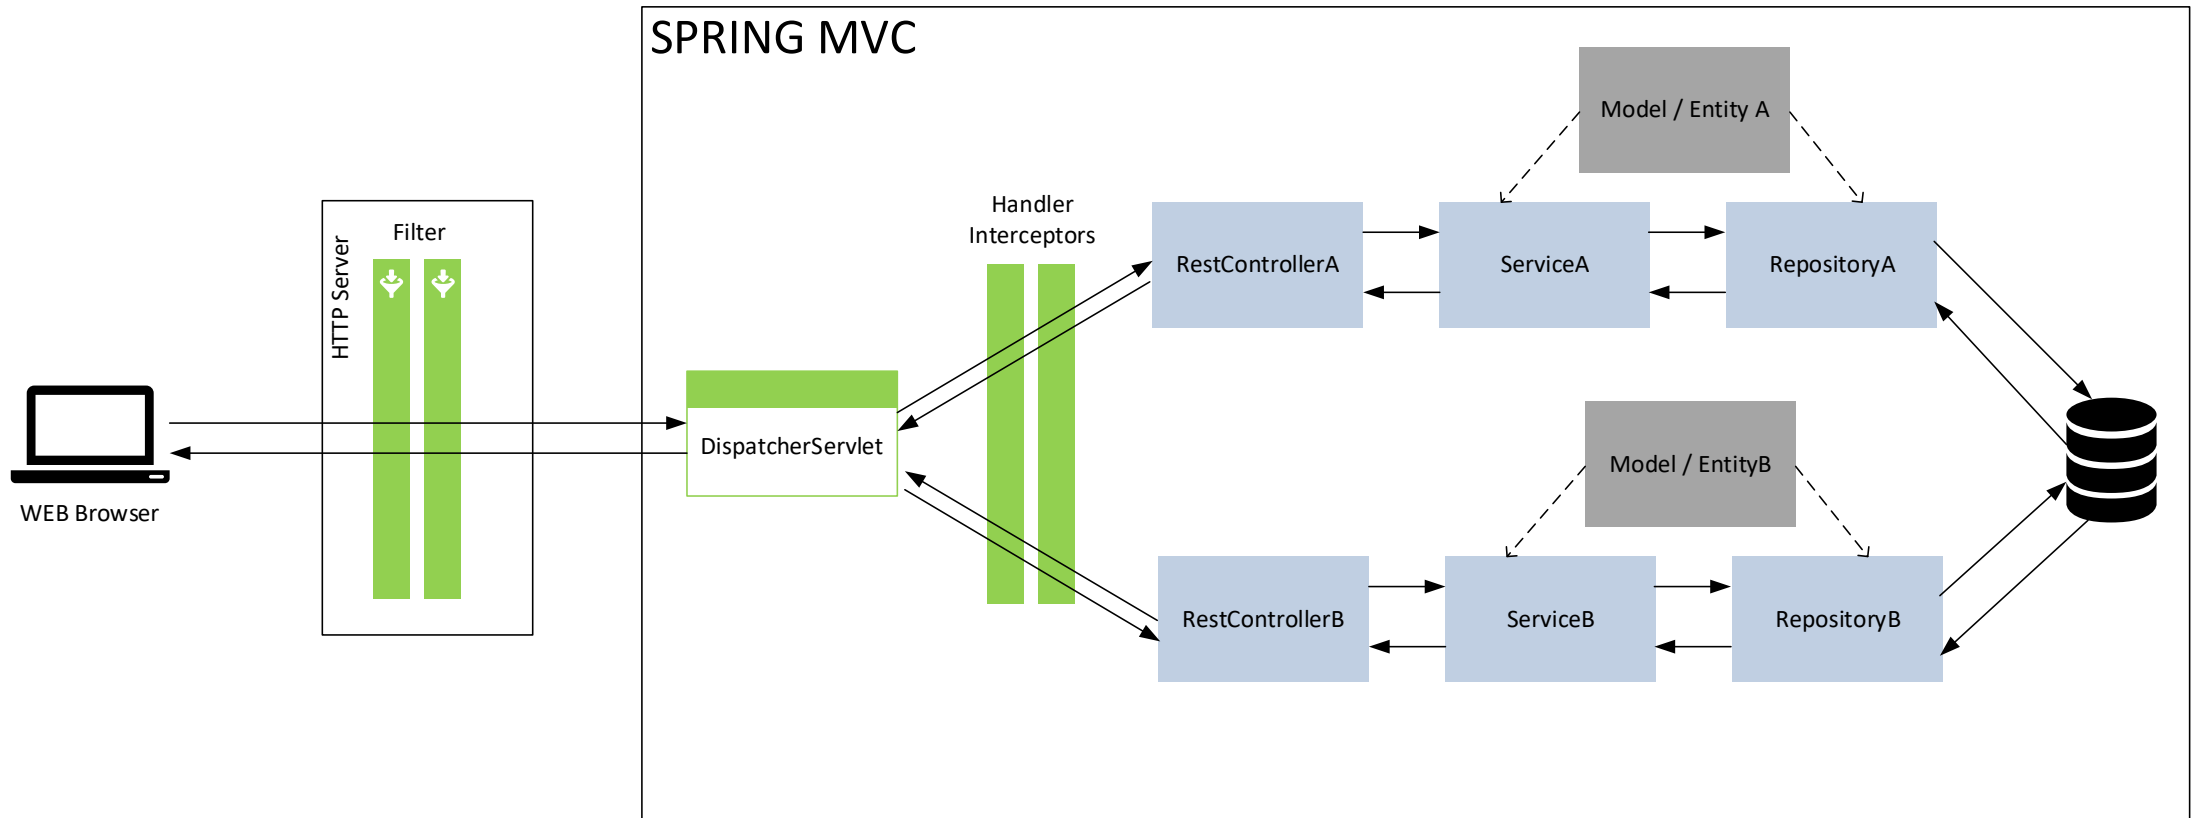 SPRING MVC
Model / Entity A
Handler
Interceptors
Filter
HTTP Server
RestControllerA
ServiceA
RepositoryA
DispatcherServlet
Model / EntityB
WEB Browser
RestControllerB
ServiceB
RepositoryB